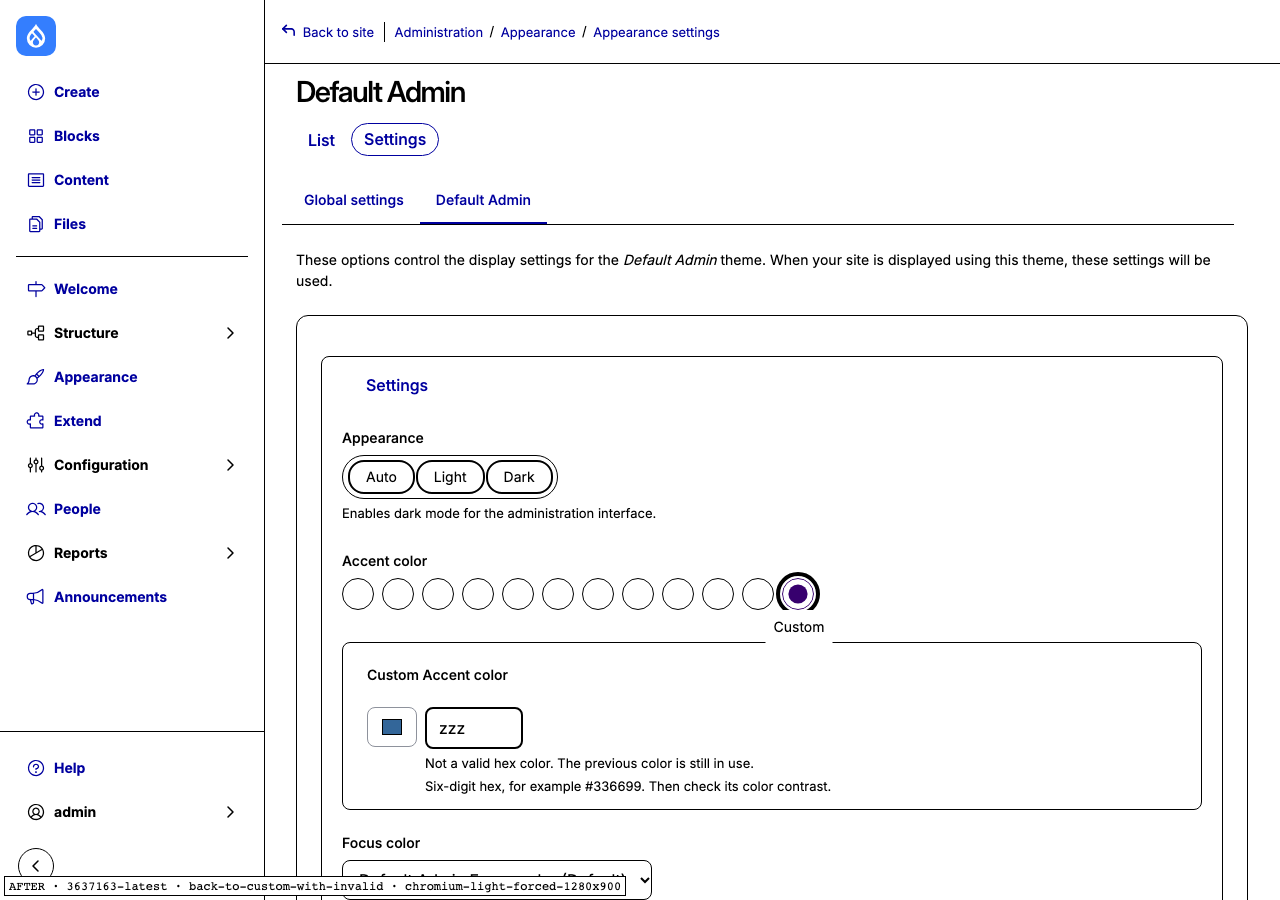 Back to site
Administration / Appearance / Appearance settings
Create
Blocks
Content
Files
Welcome
Structure
Appearance
Extend
Configuration
People
Reports
Announcements
Help
admin
Default Admin
List
Settings
Global settings
Default Admin
These options control the display settings for the Default Admin theme. When your site is displayed using this theme, these settings will be
used.
Settings
Appearance
Auto
Light
Dark
Enables dark mode for the administration interface.
Accent color
Custom
Custom Accent color
zzz
Not a valid hex color. The previous color is still in use.
Six-digit hex, for example #336699. Then check its color contrast.
Focus color
AFTER · 3637163-latest · back-to-custom-with-invalid · chromium-light-forced-1280x900